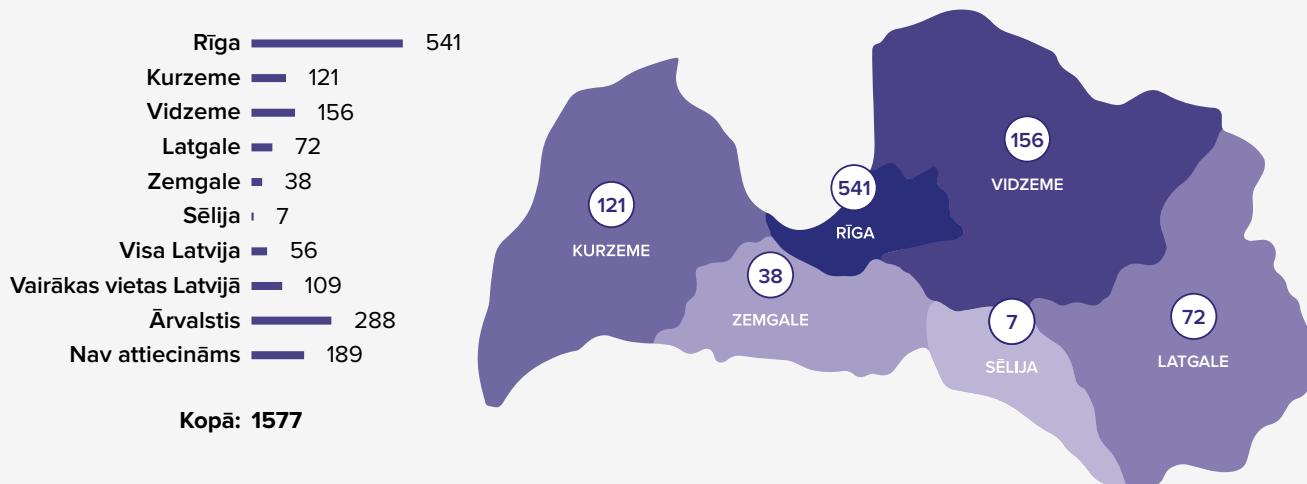 Rīga 541
Kurzeme 121
Vidzeme 156
Latgale 72
Zemgale 38
Sēlija 7
Visa Latvija 56
Vairākas vietas Latvijā 109
Ārvalstis 288
Nav attiecināms 189
Kopā: 1577
156
VIDZEME
541
RĪGA
121
KURZEME
38
ZEMGALE
7
SĒLIJA
72
LATGALE